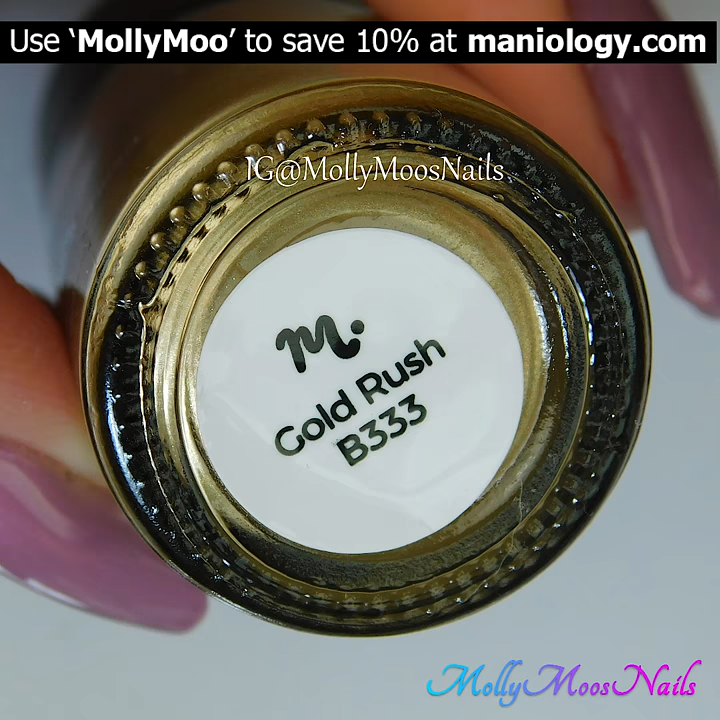 Use ‘MollyMoo’ to save 10% at maniology.com
IG@MollyMoosNails
m.
Gold Rush
B333
MollyMoosNails